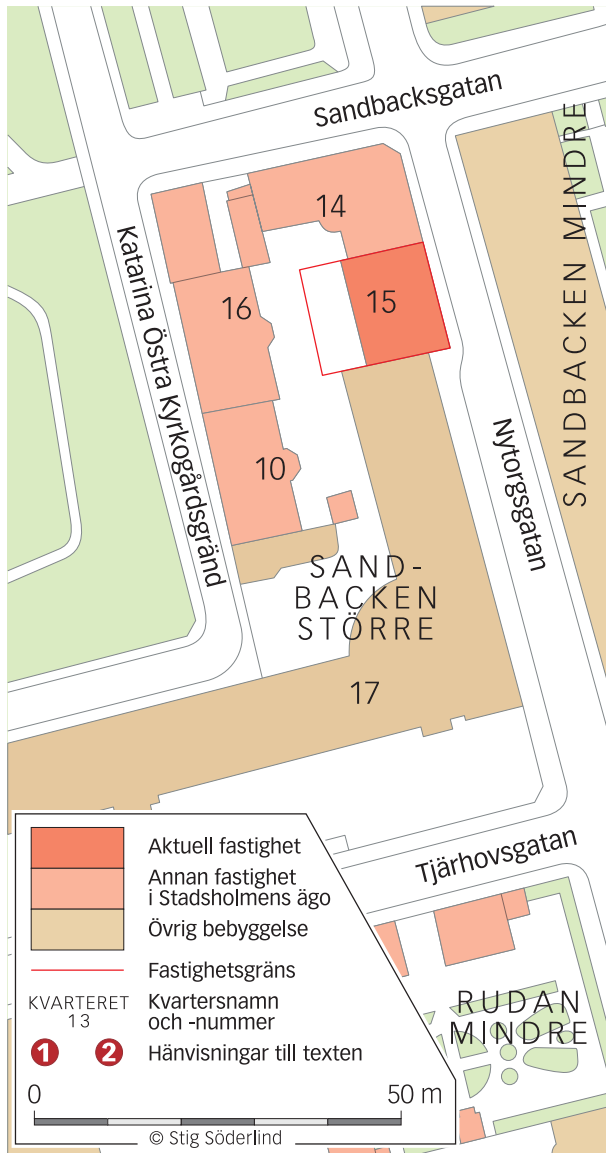 Sandbacksgatan
SANDBACKEN MINDRE
14
Katarina Östra Kyrkogårdsgränd
16
15
10
Nytorgsgatan
SAND-
BACKEN
STÖRRE
17
Tjärhovsgatan
RUDAN
MINDRE
Aktuell fastighet
Annan fastighet
i Stadsholmens ägo
Övrig bebyggelse
Fastighetsgräns
KVARTERET
13
Kvartersnamn
och -nummer
1 2 Hänvisningar till texten
0 50 m
© Stig Söderlind